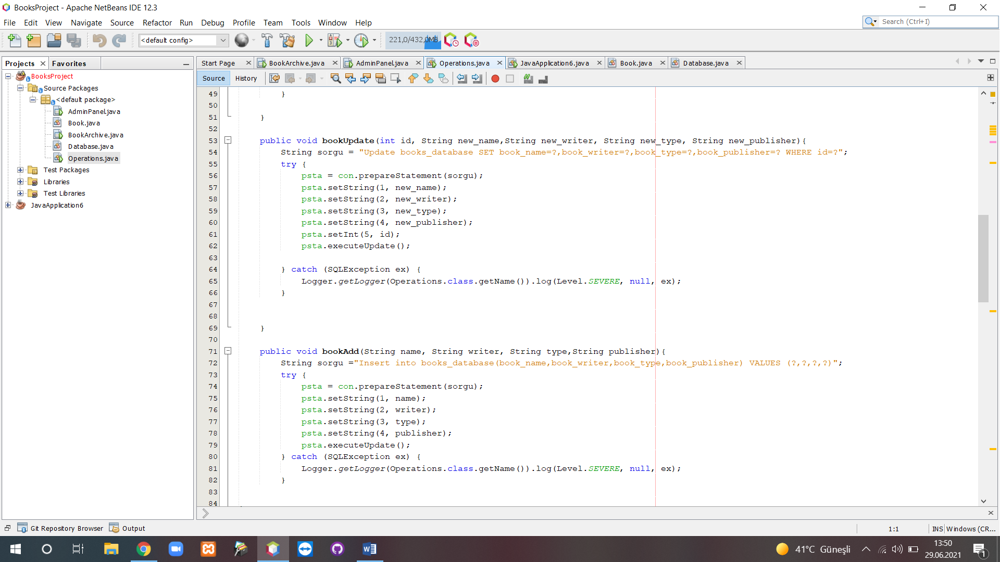 BooksProject - Apache NetBeans IDE 12.3
File Edit View Navigate Source Refactor Run Debug Profile Team Tools Window Help
Search (Ctrl+I)
<default config>
221,0/432,0MB
Projects
Favorites
Start Page
BookArchive.java
AdminPanel.java
Operations.java
JavaApplication6.java
Book.java
Database.java
BooksProject
Source Packages
<default package>
AdminPanel.java
Book.java
BookArchive.java
Database.java
Operations.java
Test Packages
Libraries
Test Libraries
JavaApplication6
Source History
49 }
50
51 }
52
53 public void bookUpdate(int id, String new_name,String new_writer, String new_type, String new_publisher){
54 String sorgu = "Update books_database SET book_name=?,book_writer=?,book_type=?,book_publisher=? WHERE id=?";
55 try {
56 psta = con.prepareStatement(sorgu);
57 psta.setString(1, new_name);
58 psta.setString(2, new_writer);
59 psta.setString(3, new_type);
60 psta.setString(4, new_publisher);
61 psta.setInt(5, id);
62 psta.executeUpdate();
63
64 } catch (SQLException ex) {
65 Logger.getLogger(Operations.class.getName()).log(Level.SEVERE, null, ex);
66 }
67
68
69 }
70
71 public void bookAdd(String name, String writer, String type,String publisher){
72 String sorgu ="Insert into books_database(book_name,book_writer,book_type,book_publisher) VALUES (?,?,?,?)";
73 try {
74 psta = con.prepareStatement(sorgu);
75 psta.setString(1, name);
76 psta.setString(2, writer);
77 psta.setString(3, type);
78 psta.setString(4, publisher);
79 psta.executeUpdate();
80 } catch (SQLException ex) {
81 Logger.getLogger(Operations.class.getName()).log(Level.SEVERE, null, ex);
82 }
83
84
Git Repository Browser
Output
1:1
INS
Windows (CR...
41°C Güneşli
13:50
29.06.2021
1